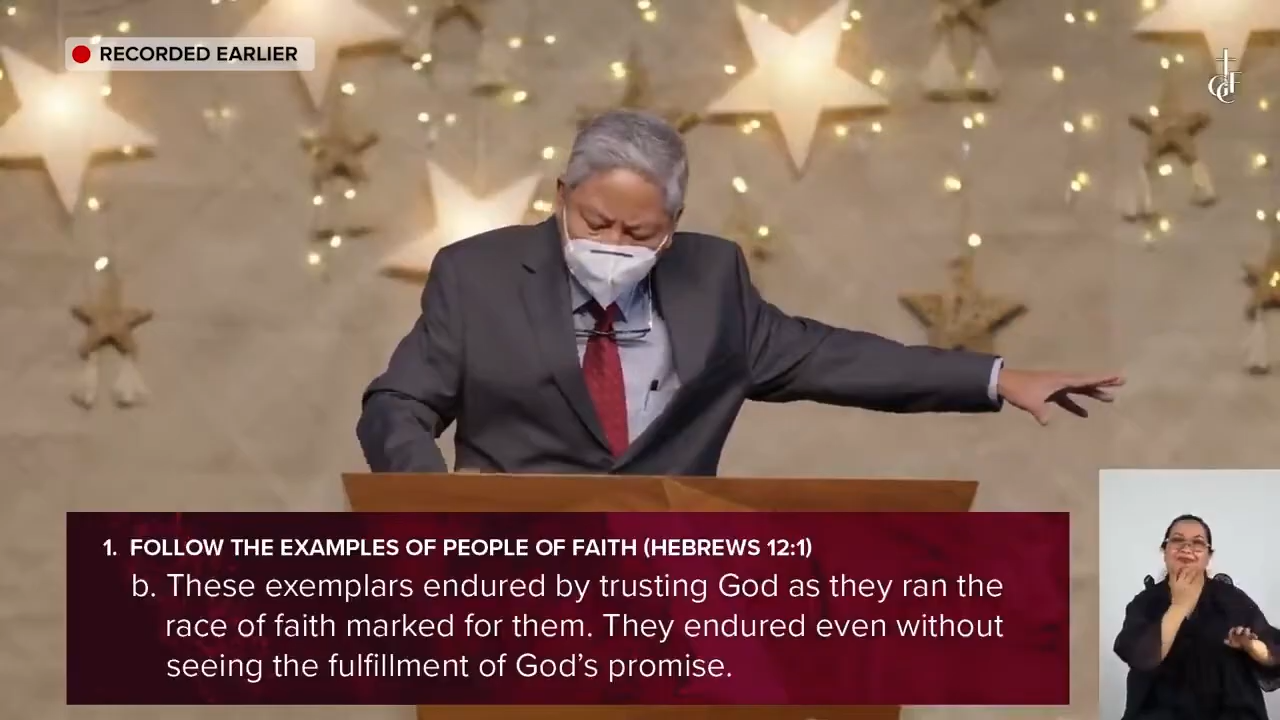 RECORDED EARLIER
1. FOLLOW THE EXAMPLES OF PEOPLE OF FAITH (HEBREWS 12:1)
b. These exemplars endured by trusting God as they ran the
race of faith marked for them. They endured even without
seeing the fulfillment of God’s promise.